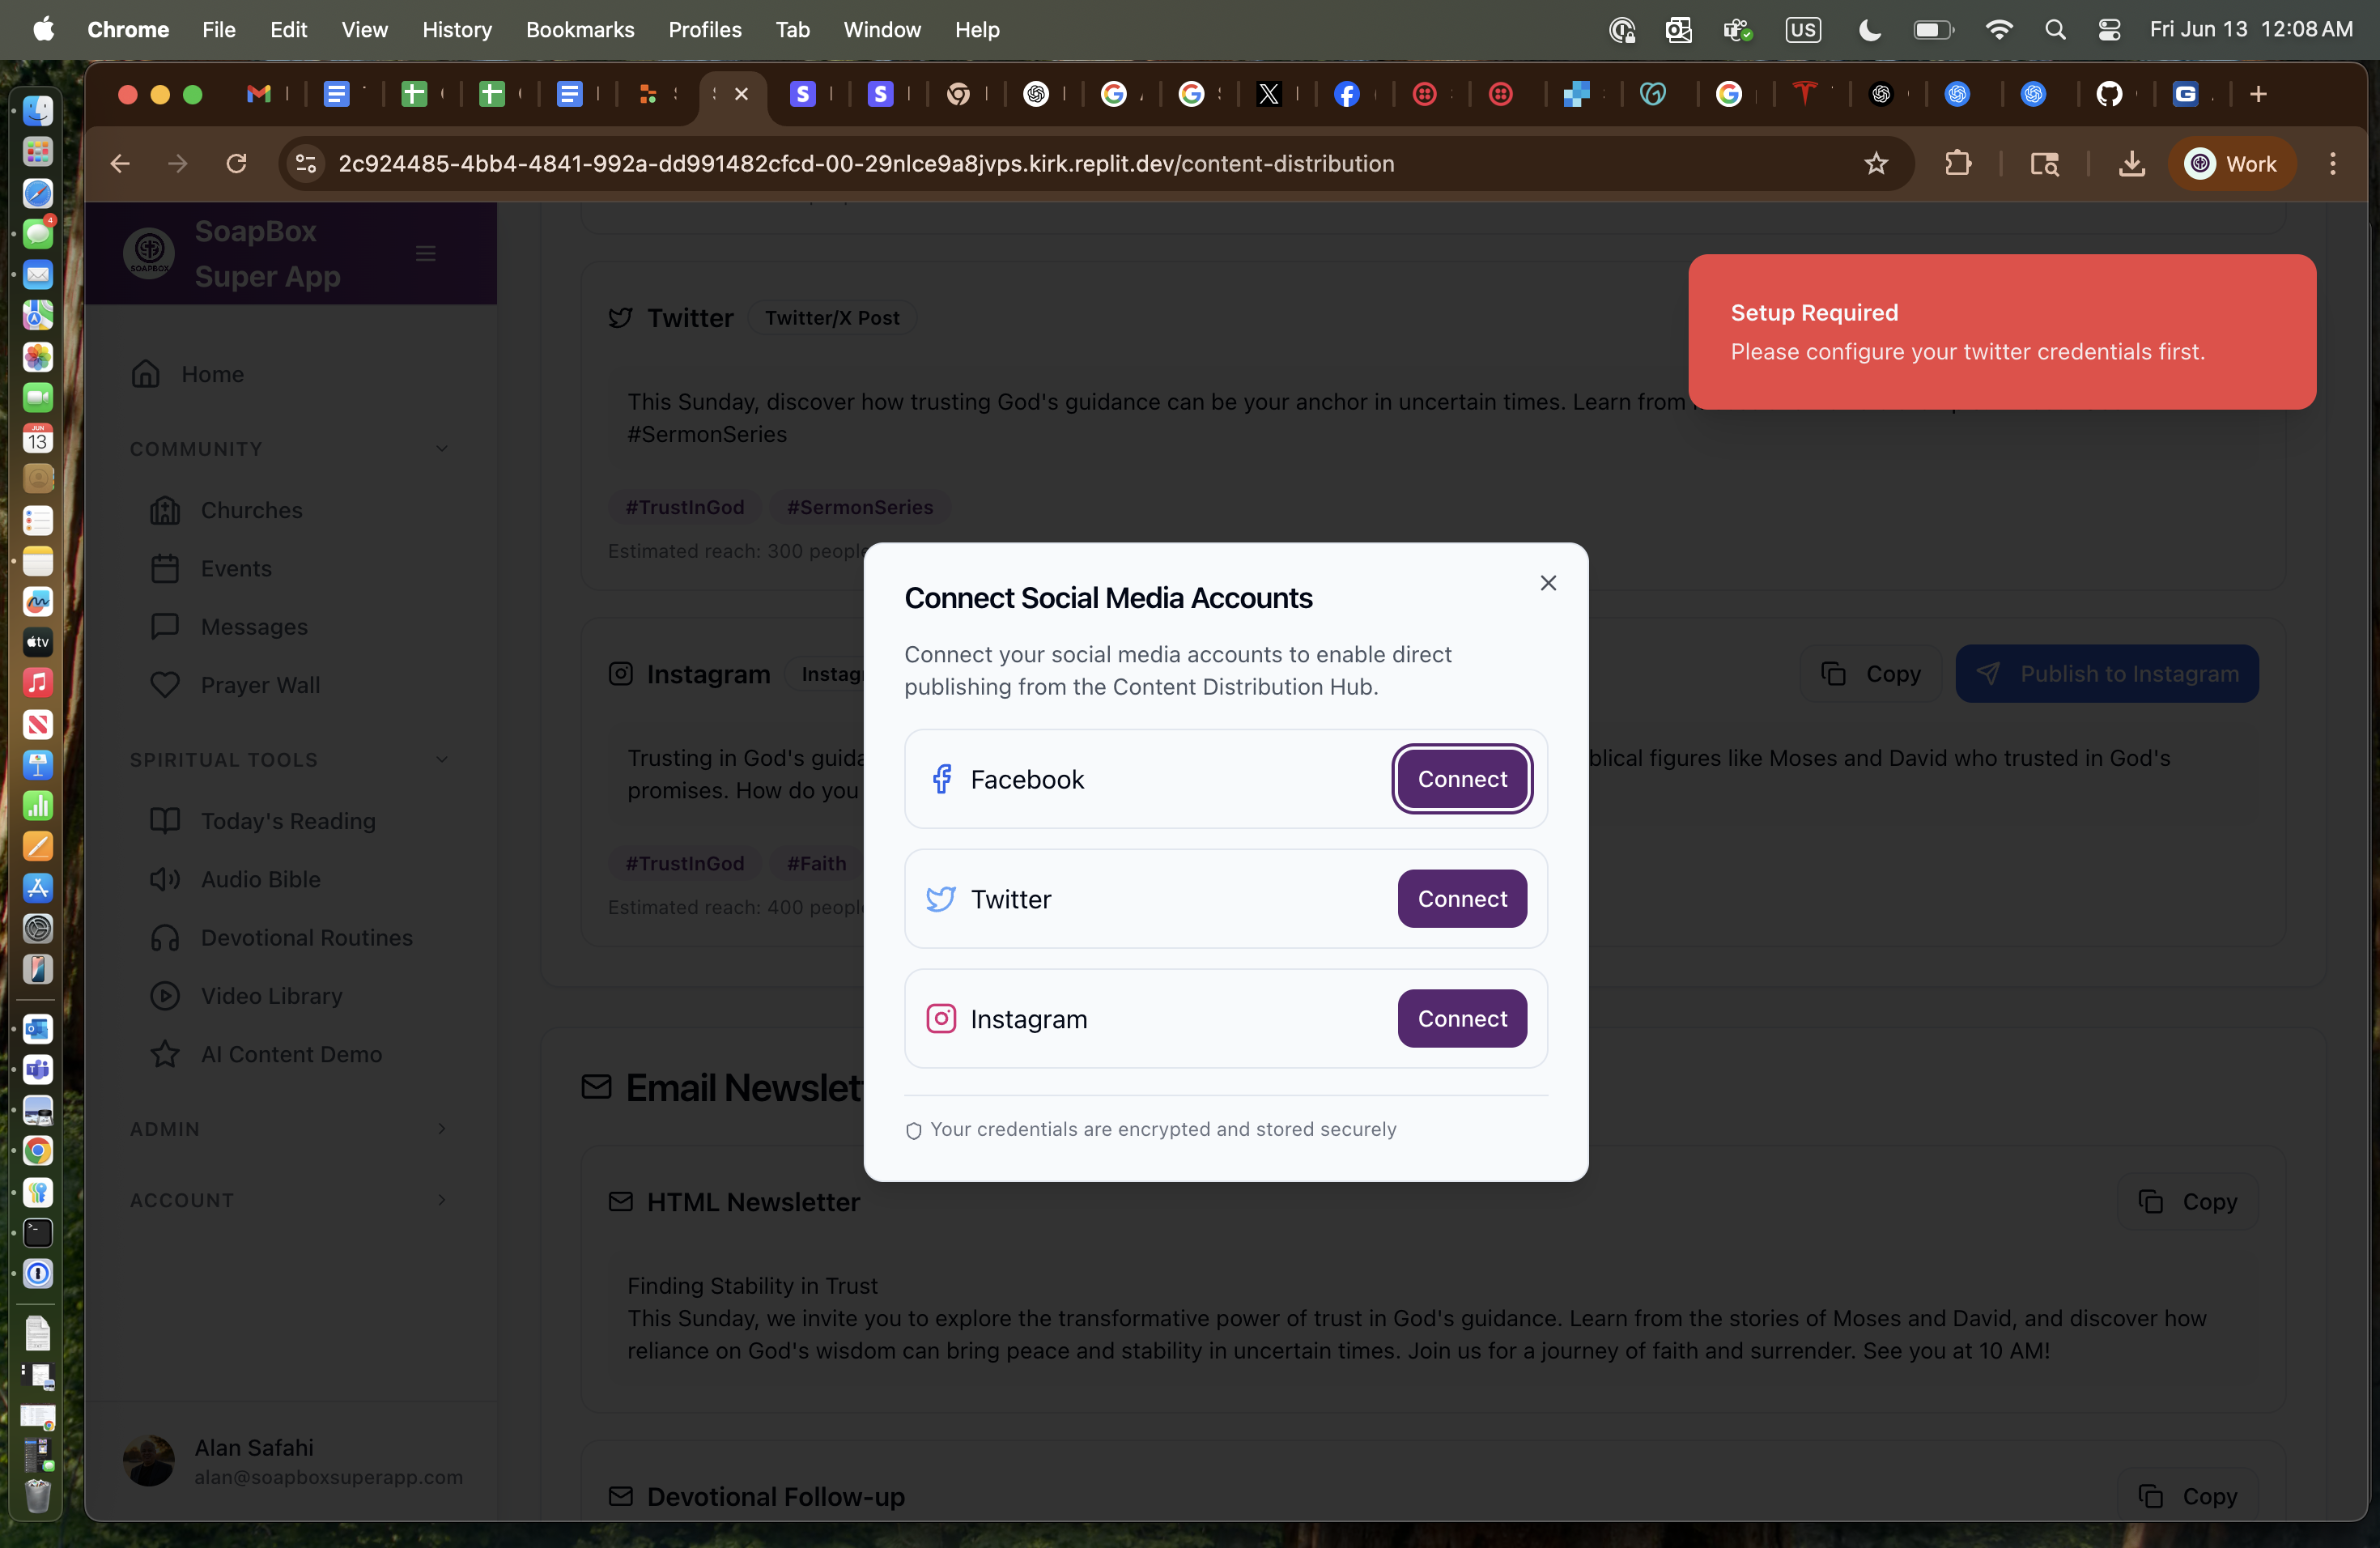 Chrome File Edit View History Bookmarks Profiles Tab Window Help
US
Fri Jun 13 12:08 AM
2c924485-4bb4-4841-992a-dd991482cfcd-00-29nlce9a8jvps.kirk.replit.dev/content-distribution
Work
SoapBox
Super App
SOAPBOX
Home
COMMUNITY
Churches
Events
Messages
Prayer Wall
SPIRITUAL TOOLS
Today's Reading
Audio Bible
Devotional Routines
Video Library
AI Content Demo
ADMIN
ACCOUNT
Alan Safahi
alan@soapboxsuperapp.com
Twitter Twitter/X Post
This Sunday, discover how trusting God's guidance can be your anchor in uncertain times. Learn from
#SermonSeries
#TrustInGod #SermonSeries
Estimated reach: 300 people
Setup Required
Please configure your twitter credentials first.
Instagram
Copy
Publish to Instagram
Trusting in God's
blical figures like Moses and David who trusted in God's
promises. How do you
#TrustInGod #Faith
Estimated reach: 400
Connect Social Media Accounts
Connect your social media accounts to enable direct
publishing from the Content Distribution Hub.
Facebook Connect
Twitter Connect
Instagram Connect
Your credentials are encrypted and stored securely
Email
HTML Newsletter
Copy
Finding Stability in Trust
This Sunday, we invite you to explore the transformative power of trust in God's guidance. Learn from the stories of Moses and David, and discover how
reliance on God's wisdom can bring peace and stability in uncertain times. Join us for a journey of faith and surrender. See you at 10 AM!
Devotional Follow-up
Copy
4
JUN
13
tv